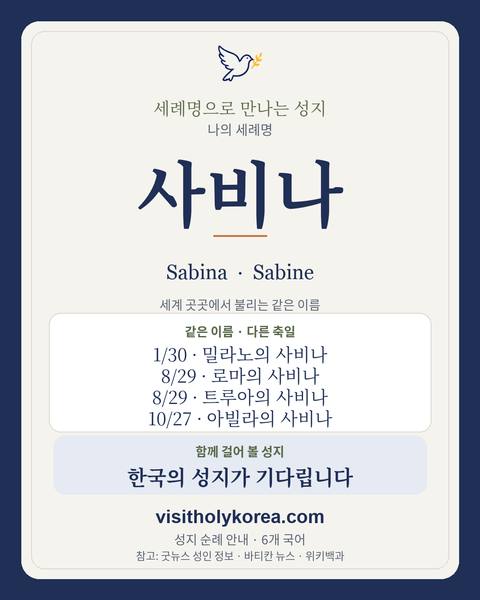 세례명으로 만나는 성지
나의 세례명
사비나
Sabina · Sabine
세계 곳곳에서 불리는 같은 이름
같은 이름 · 다른 축일
1/30 · 밀라노의 사비나
8/29 · 로마의 사비나
8/29 · 트루아의 사비나
10/27 · 아빌라의 사비나
함께 걸어 볼 성지
한국의 성지가 기다립니다
visitholykorea.com
성지 순례 안내 · 6개 국어
참고: 굿뉴스 성인 정보 · 바티칸 뉴스 · 위키백과